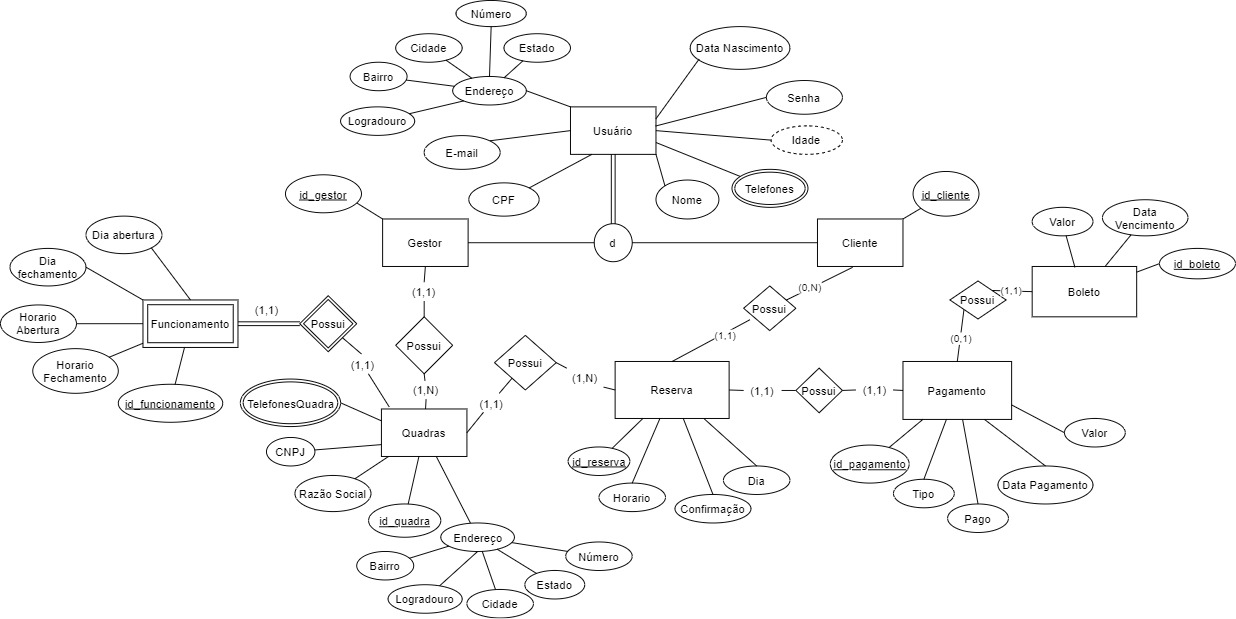 Número
Cidade
Estado
Data Nascimento
Bairro
Endereço
Senha
Logradouro
Usuário
Idade
E-mail
CPF
Nome
Telefones
id_gestor
id_cliente
Gestor
d
Cliente
Dia abertura
Dia
fechamento
Horario
Abertura
Horario
Fechamento
Funcionamento
id_funcionamento
(1,1)
Possui
(1,1)
(1,1)
Possui
(1,N)
TelefonesQuadra
CNPJ
Razão Social
id_quadra
Quadras
Endereço
Bairro
Logradouro
Cidade
Estado
Número
(1,1)
Possui
(1,N)
Reserva
id_reserva
Horario
Confirmação
Dia
(0,N)
Possui
(1,1)
(1,1)
Possui
(1,1)
Pagamento
id_pagamento
Tipo
Pago
Data Pagamento
Valor
(0,1)
Possui
(1,1)
Boleto
Valor
Data
Vencimento
id_boleto